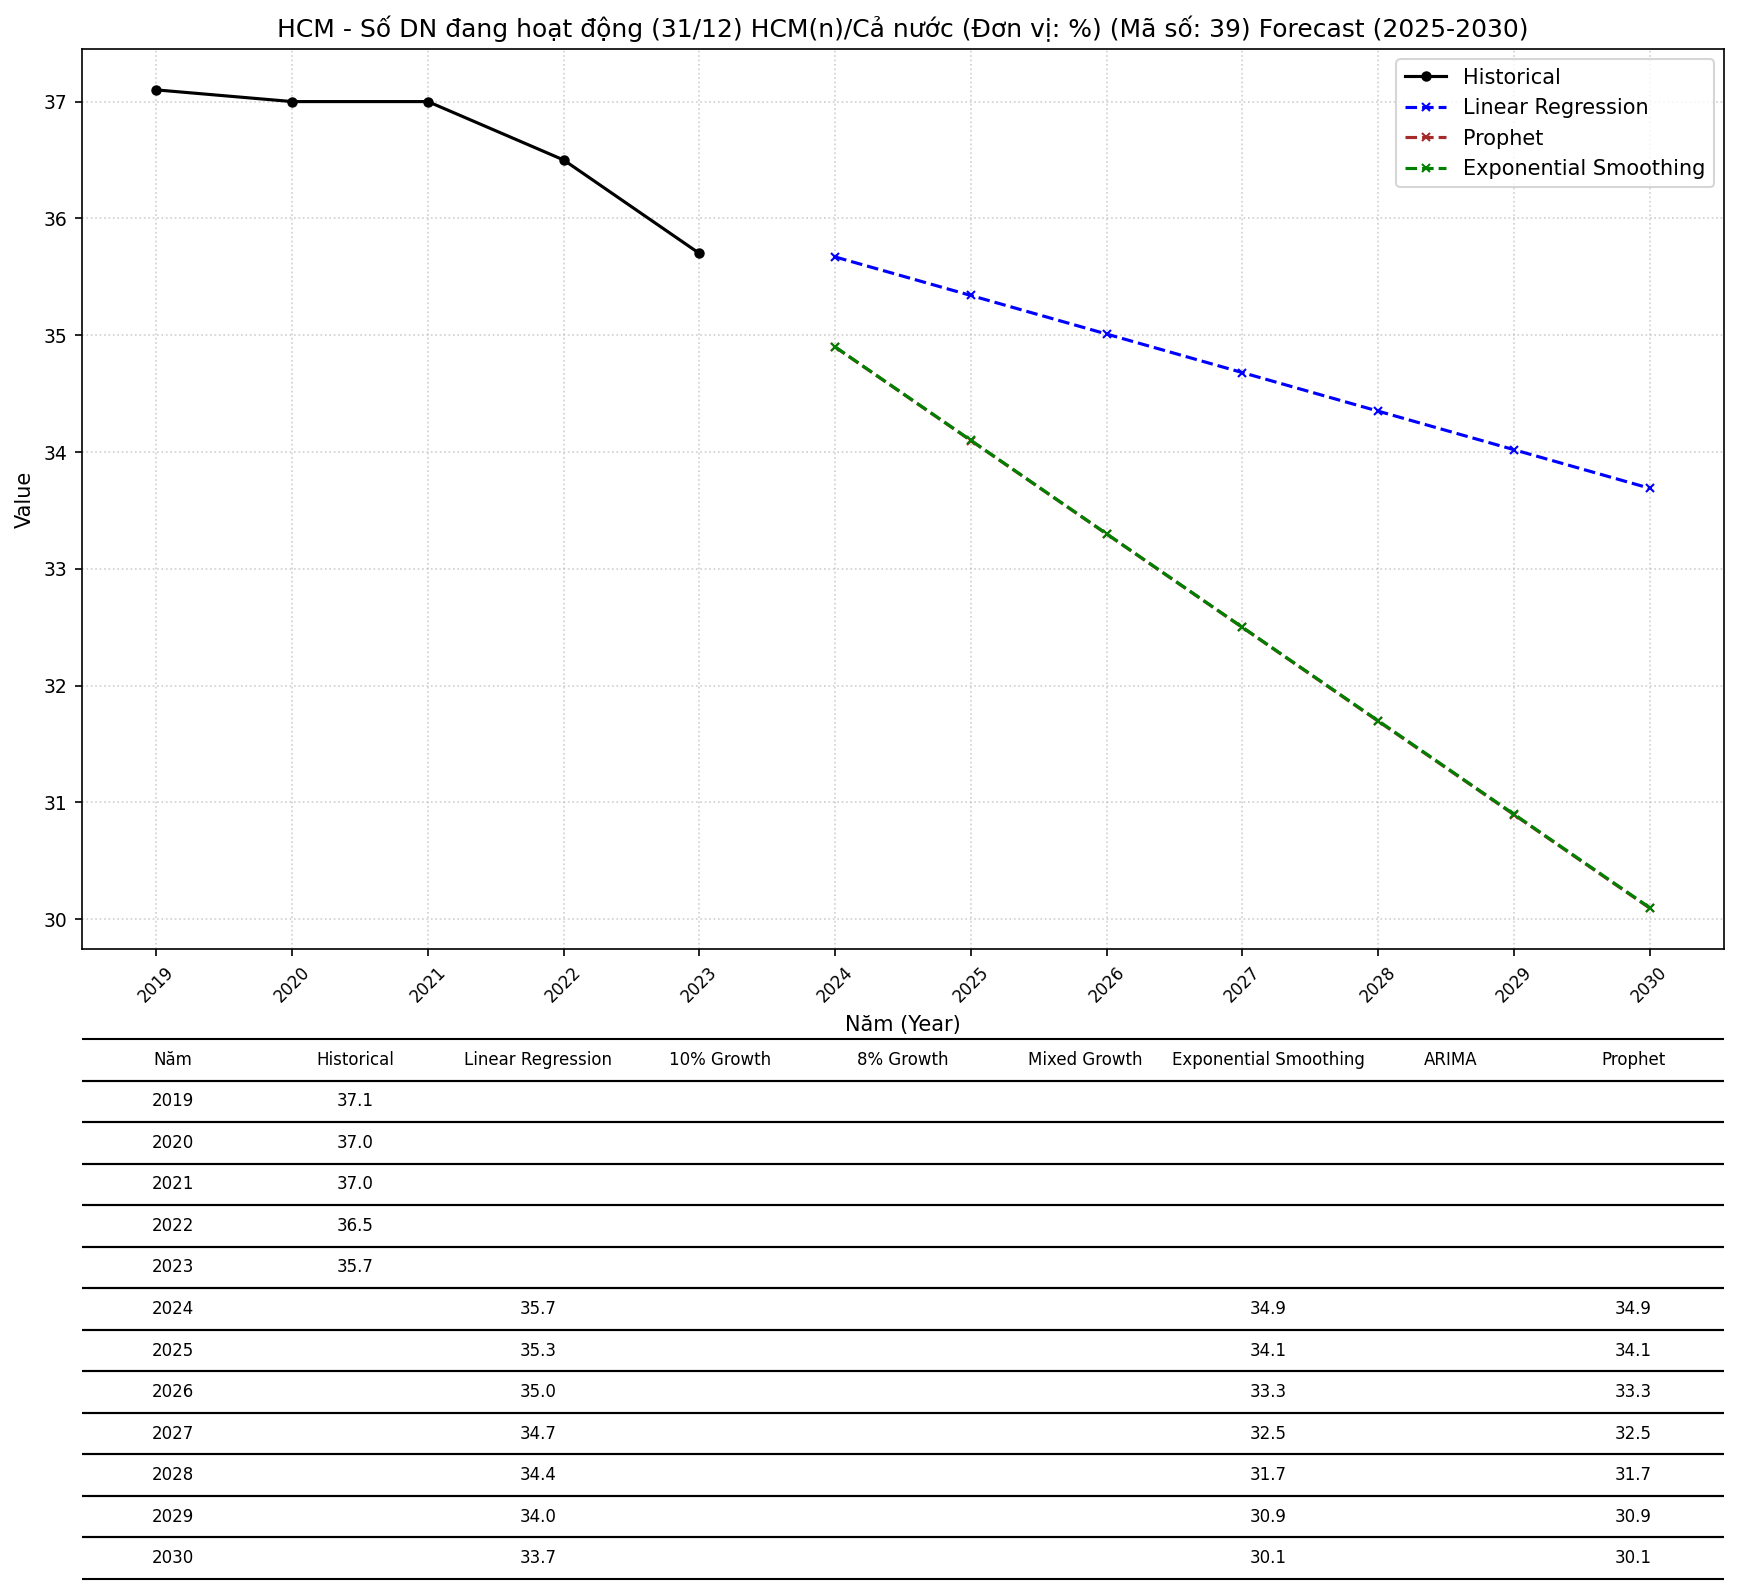 HCM - Số DN đang hoạt động (31/12) HCM(n)/Cả nước (Đơn vị: %) (Mã số: 39) Forecast (2025-2030)
Historical
Linear Regression
Prophet
Exponential Smoothing
37
36
35
34
33
32
31
30
Value
2019 2020 2021 2022 2023 2024 2025 2026 2027 2028 2029 2030
Năm (Year)
Năm Historical Linear Regression 10% Growth 8% Growth Mixed Growth Exponential Smoothing ARIMA Prophet
2019 37.1
2020 37.0
2021 37.0
2022 36.5
2023 35.7
2024 35.7 34.9 34.9
2025 35.3 34.1 34.1
2026 35.0 33.3 33.3
2027 34.7 32.5 32.5
2028 34.4 31.7 31.7
2029 34.0 30.9 30.9
2030 33.7 30.1 30.1